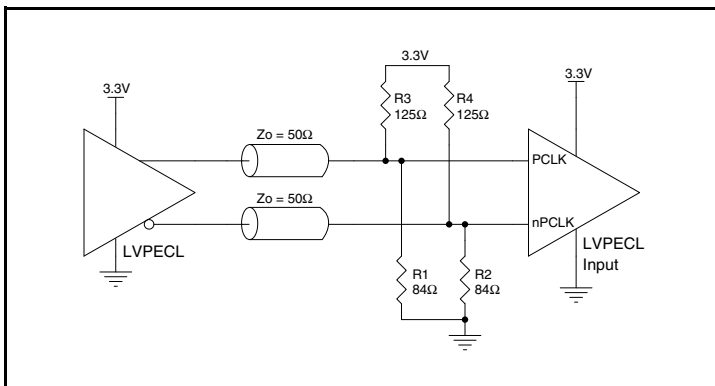 3.3V
3.3V
3.3V
R3
125Ω
R4
125Ω
Zo = 50Ω
PCLK
Zo = 50Ω
nPCLK
LVPECL
LVPECL
Input
R1
84Ω
R2
84Ω